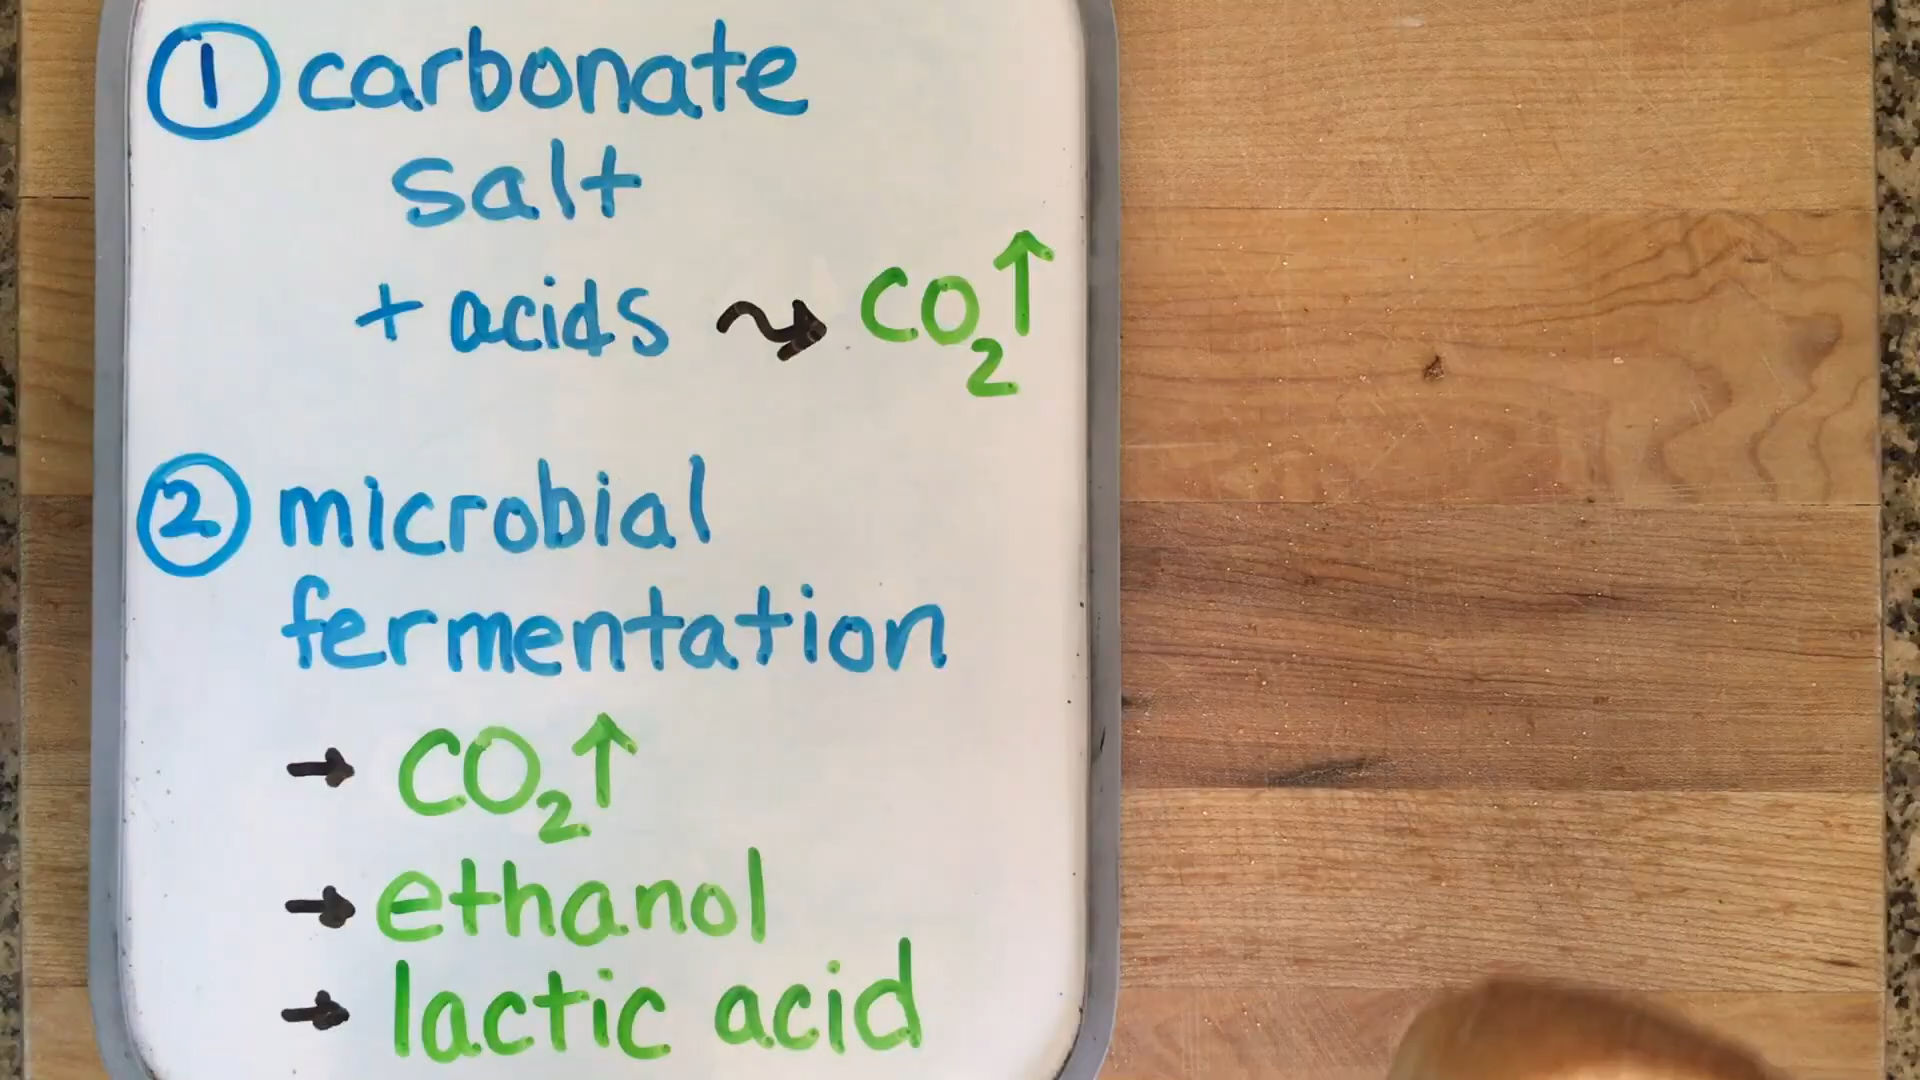 ① carbonate
salt
+ acids ⇝ CO₂↑
② microbial
fermentation
→ CO₂↑
→ ethanol
→ lactic acid